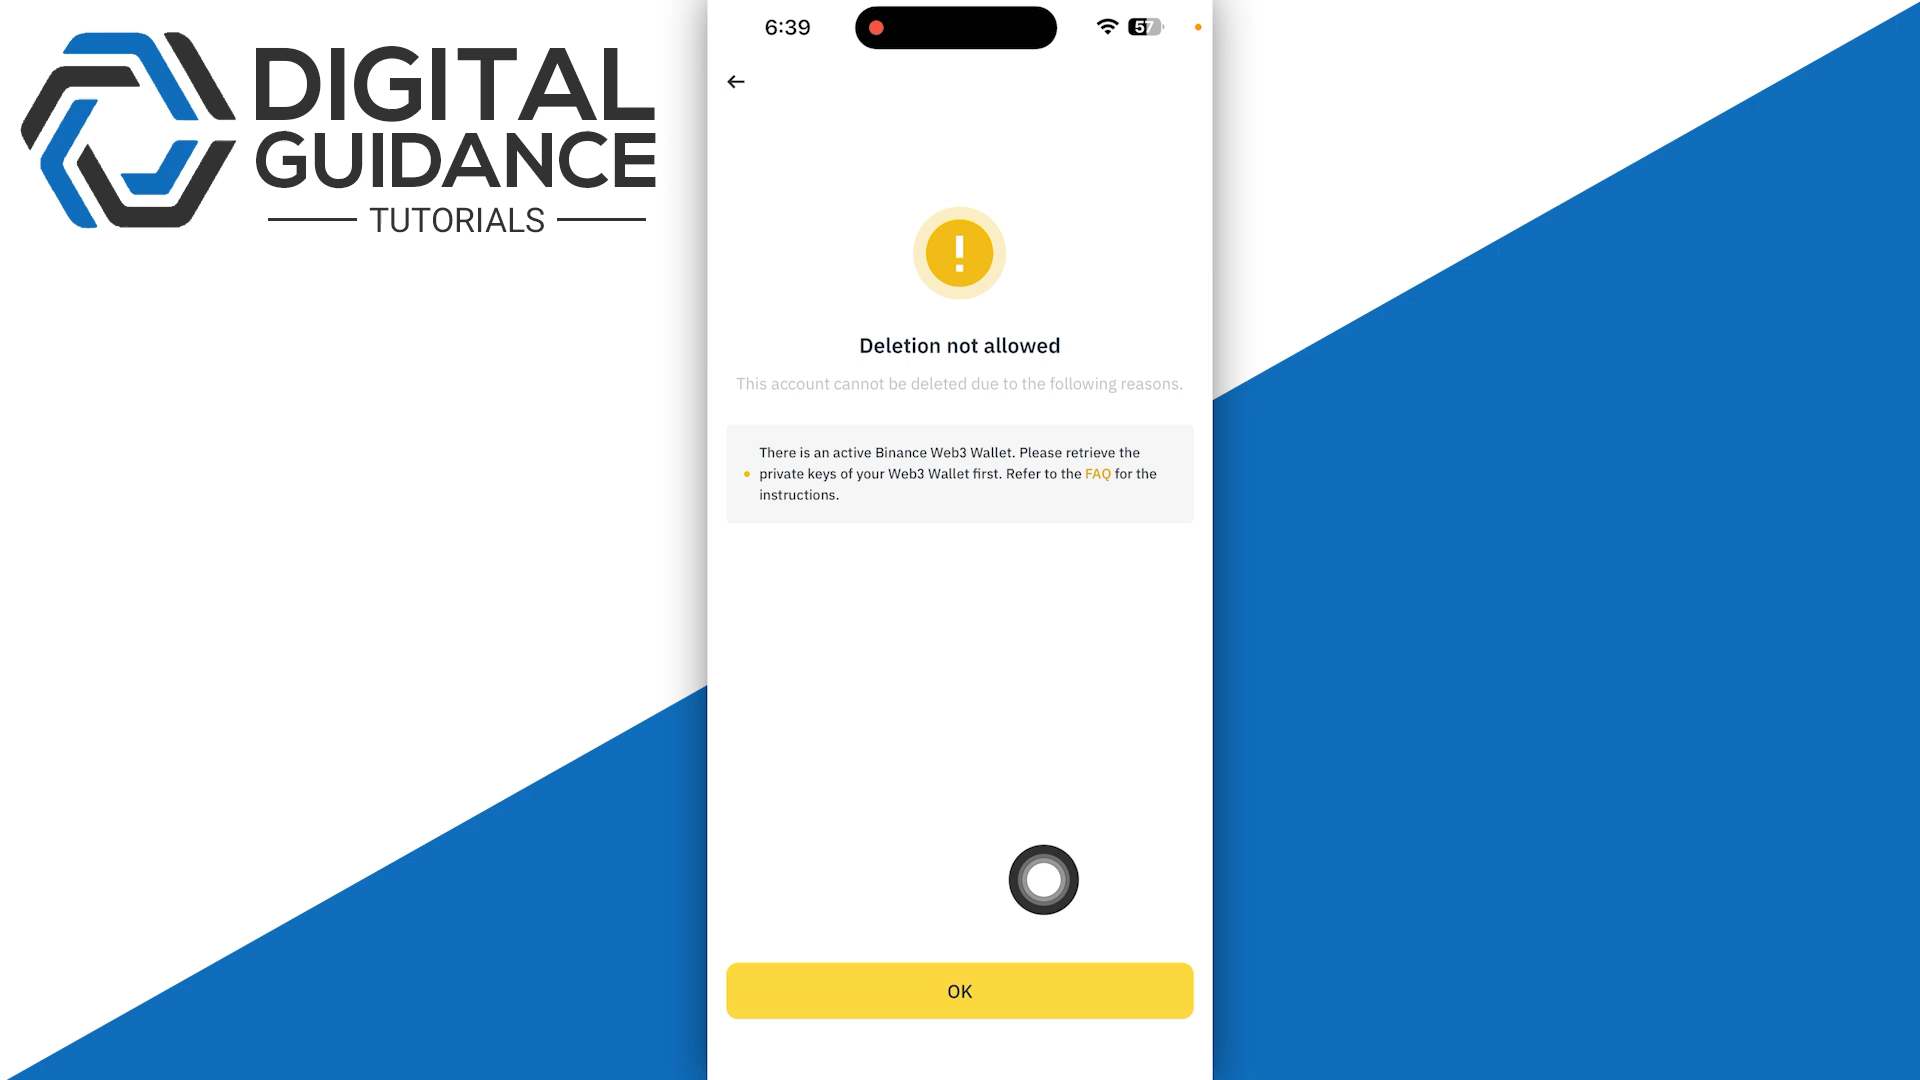 DIGITAL
GUIDANCE
TUTORIALS
6:39
57
Deletion not allowed
This account cannot be deleted due to the following reasons.
There is an active Binance Web3 Wallet. Please retrieve the
private keys of your Web3 Wallet first. Refer to the FAQ for the
instructions.
OK